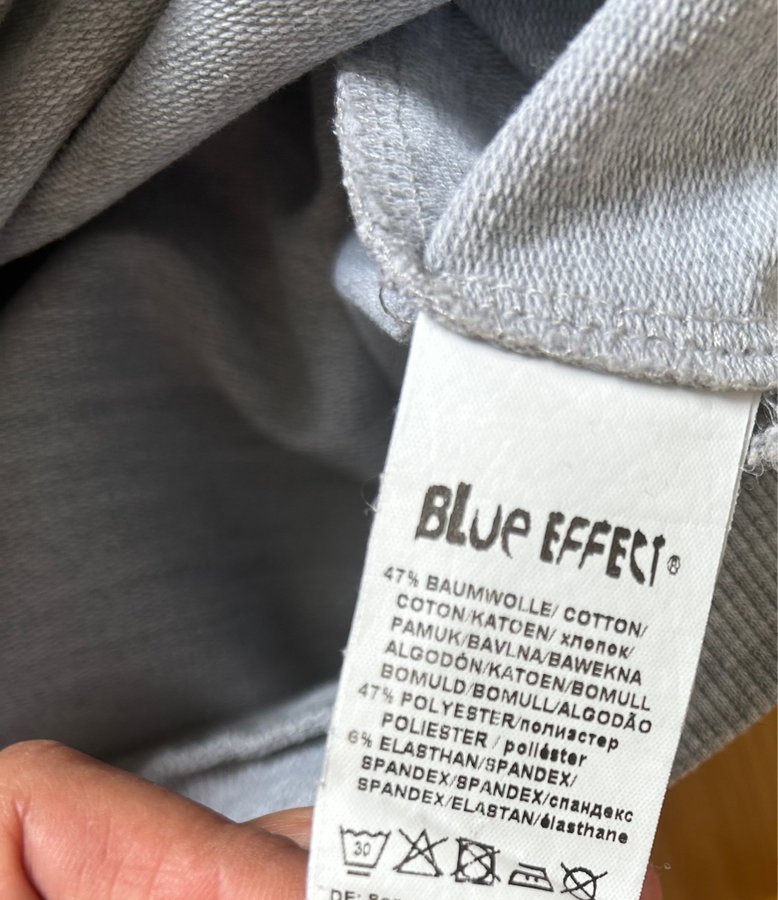 BLUE EFFECT®
47% BAUMWOLLE/ COTTON/
COTON/KATOEN/ хлопок/
PAMUK/BAVLNA/BAWEKNA
ALGODÓN/KATOEN/BOMULL
BOMULD/BOMULL/ALGODÃO
47% POLYESTER/полиэстер
POLIESTER / poliéster
6% ELASTHAN/SPANDEX/
SPANDEX/SPANDEX/спандекс
SPANDEX/ELASTAN/élasthane
30
DE: